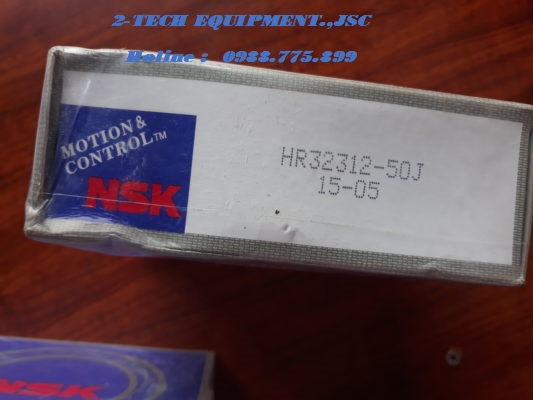 2-TECH EQUIPMENT.,JSC
Hotline : 0988.775.899
MOTION &
CONTROL™
NSK
HR32312-50J
15-05
NSK